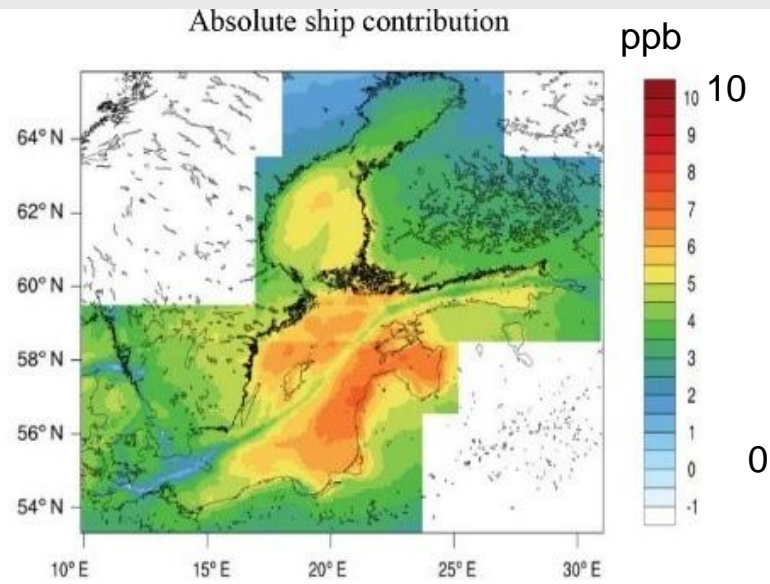 Absolute ship contribution
ppb
10
10
9
8
7
6
5
4
3
2
1
0
0
-1
64° N
62° N
60° N
58° N
56° N
54° N
10° E
15° E
20° E
25° E
30° E